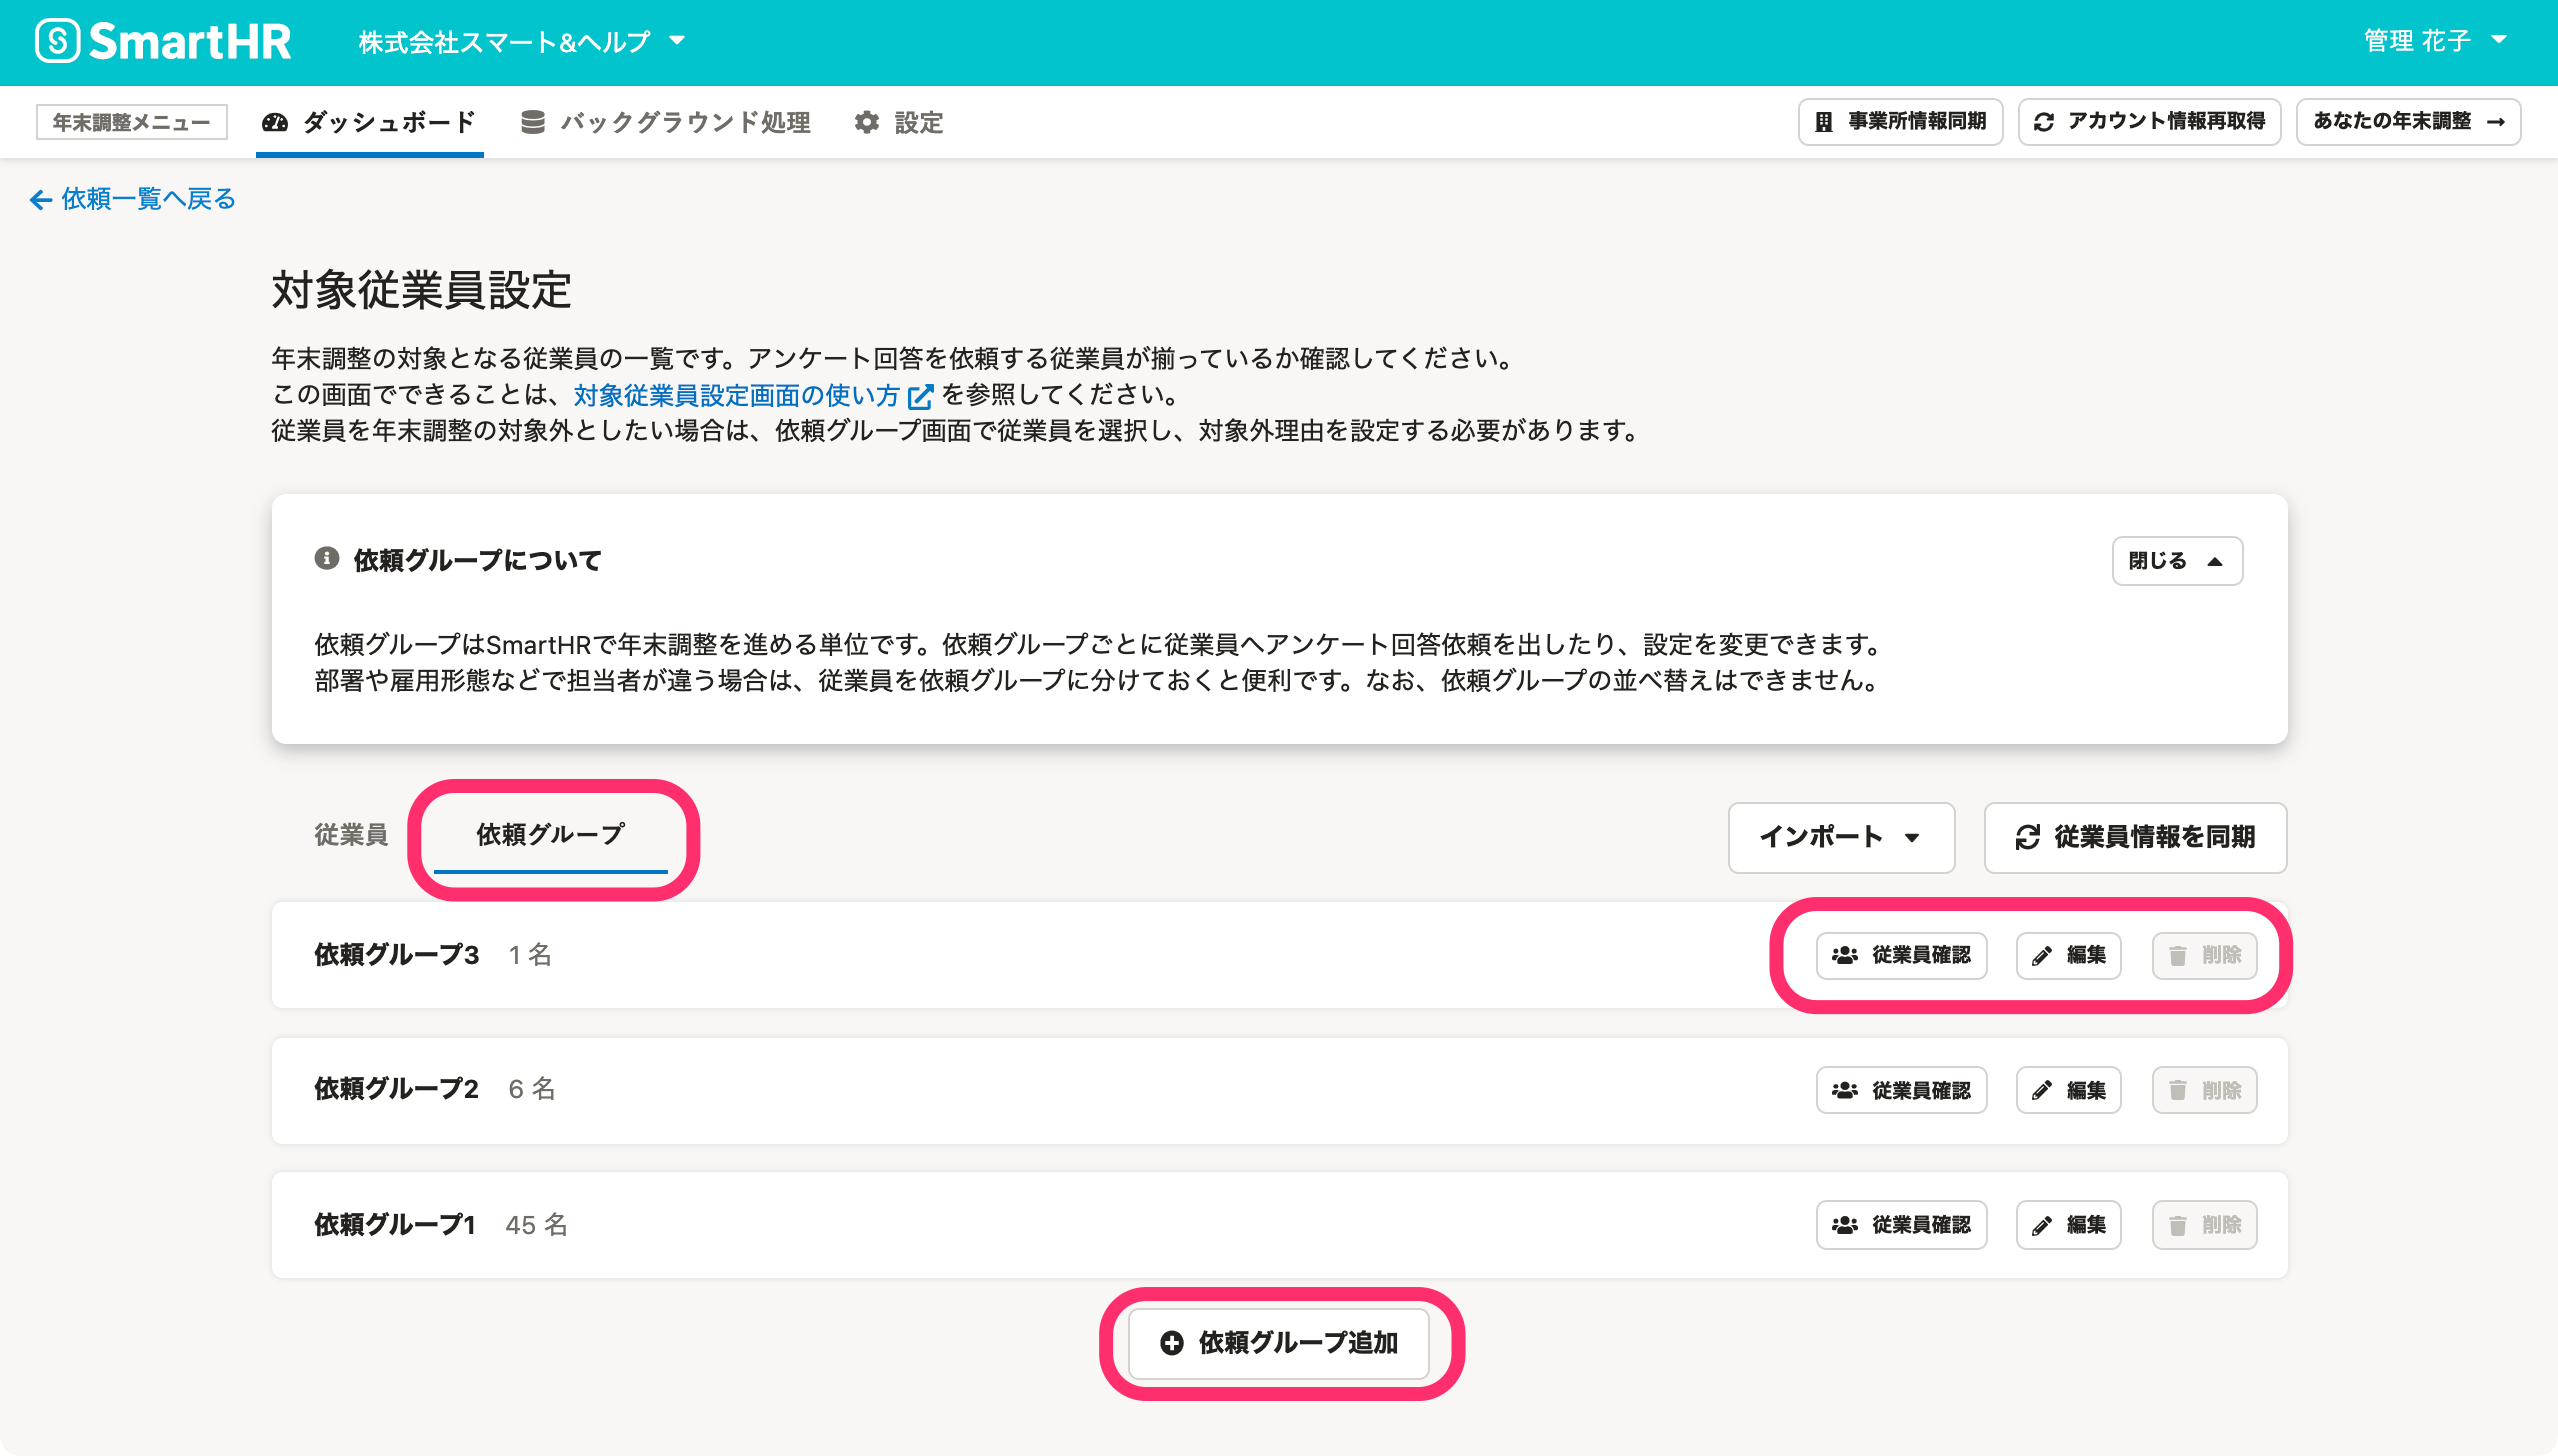 SmartHR 株式会社スマート&ヘルプ 管理 花子
年末調整メニュー ダッシュボード バックグラウンド処理 設定 事業所情報同期 アカウント情報再取得 あなたの年末調整 →
← 依頼一覧へ戻る
対象従業員設定
年末調整の対象となる従業員の一覧です。アンケート回答を依頼する従業員が揃っているか確認してください。
この画面でできることは、対象従業員設定画面の使い方 を参照してください。
従業員を年末調整の対象外としたい場合は、依頼グループ画面で従業員を選択し、対象外理由を設定する必要があります。
依頼グループについて 閉じる
依頼グループはSmartHRで年末調整を進める単位です。依頼グループごとに従業員へアンケート回答依頼を出したり、設定を変更できます。
部署や雇用形態などで担当者が違う場合は、従業員を依頼グループに分けておくと便利です。なお、依頼グループの並べ替えはできません。
従業員 依頼グループ インポート 従業員情報を同期
依頼グループ3 1 名 従業員確認 編集 削除
依頼グループ2 6 名 従業員確認 編集 削除
依頼グループ1 45 名 従業員確認 編集 削除
依頼グループ追加